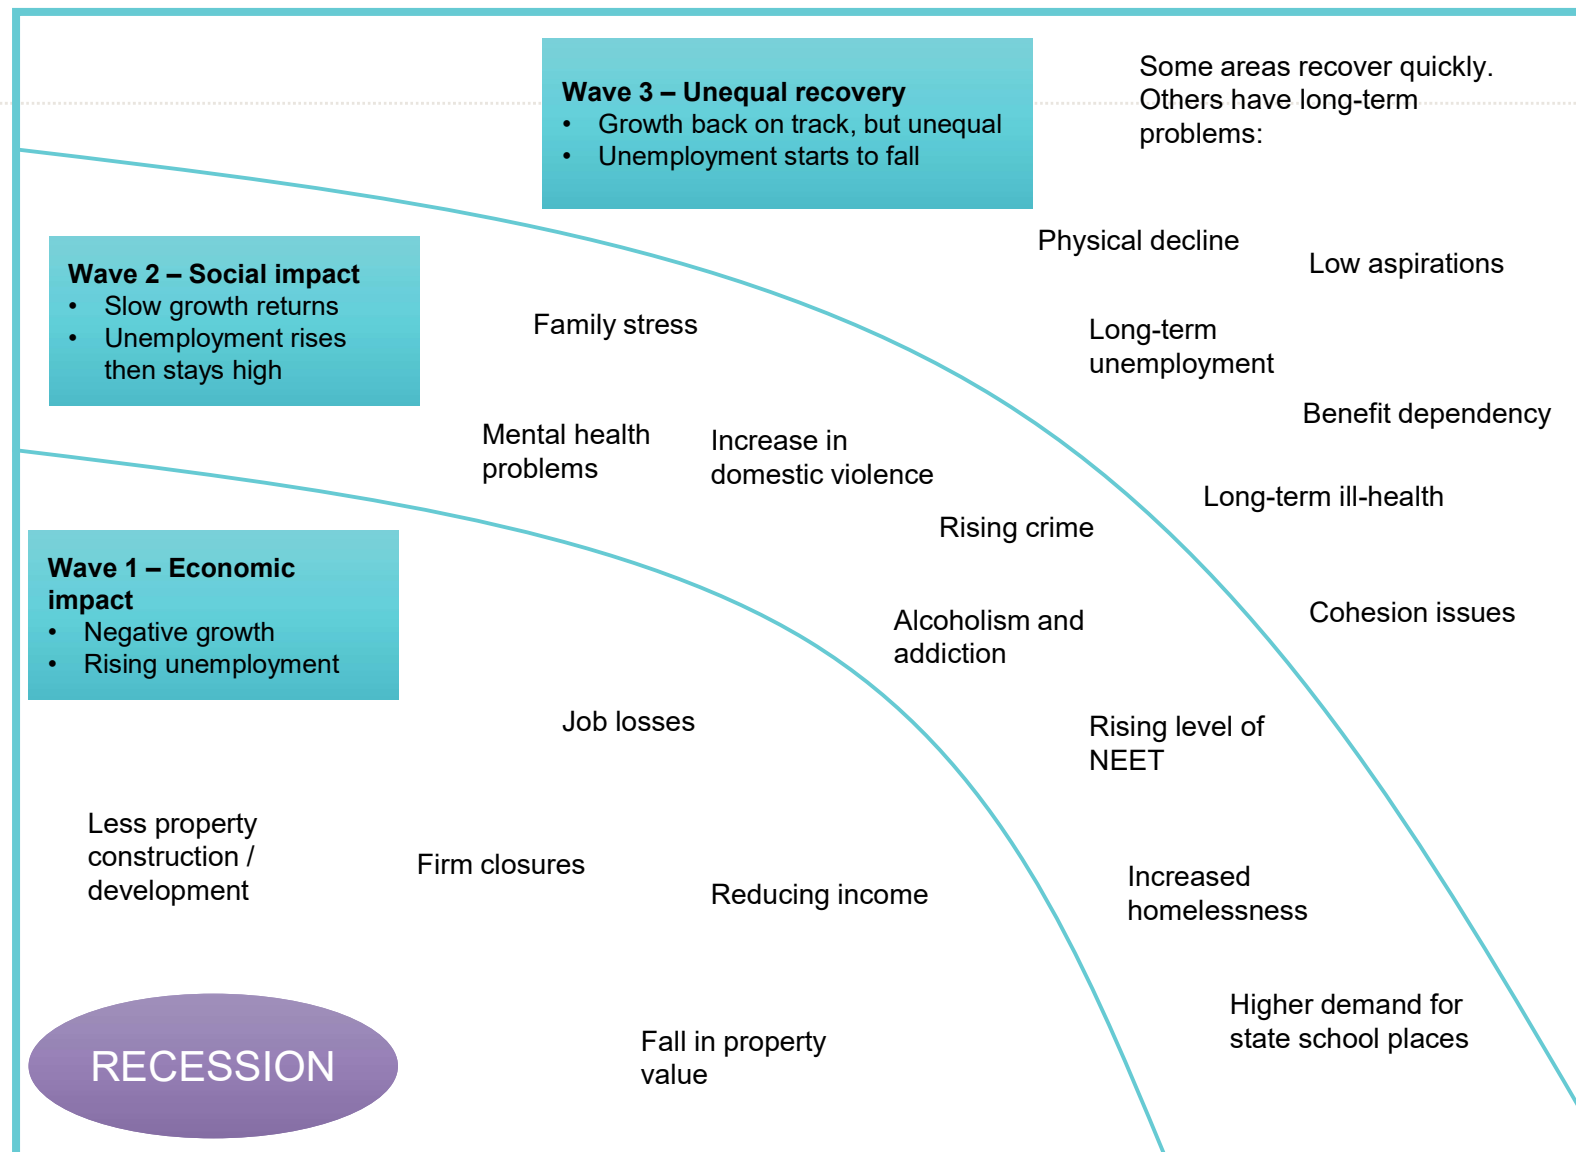 Wave 3 – Unequal recovery
• Growth back on track, but unequal
• Unemployment starts to fall
Some areas recover quickly.
Others have long-term
problems:
Physical decline
Low aspirations
Long-term
unemployment
Benefit dependency
Long-term ill-health
Cohesion issues
Wave 2 – Social impact
• Slow growth returns
• Unemployment rises
then stays high
Family stress
Mental health
problems
Increase in
domestic violence
Rising crime
Alcoholism and
addiction
Rising level of
NEET
Increased
homelessness
Higher demand for
state school places
Wave 1 – Economic
impact
• Negative growth
• Rising unemployment
Job losses
Less property
construction /
development
Firm closures
Reducing income
Fall in property
value
RECESSION